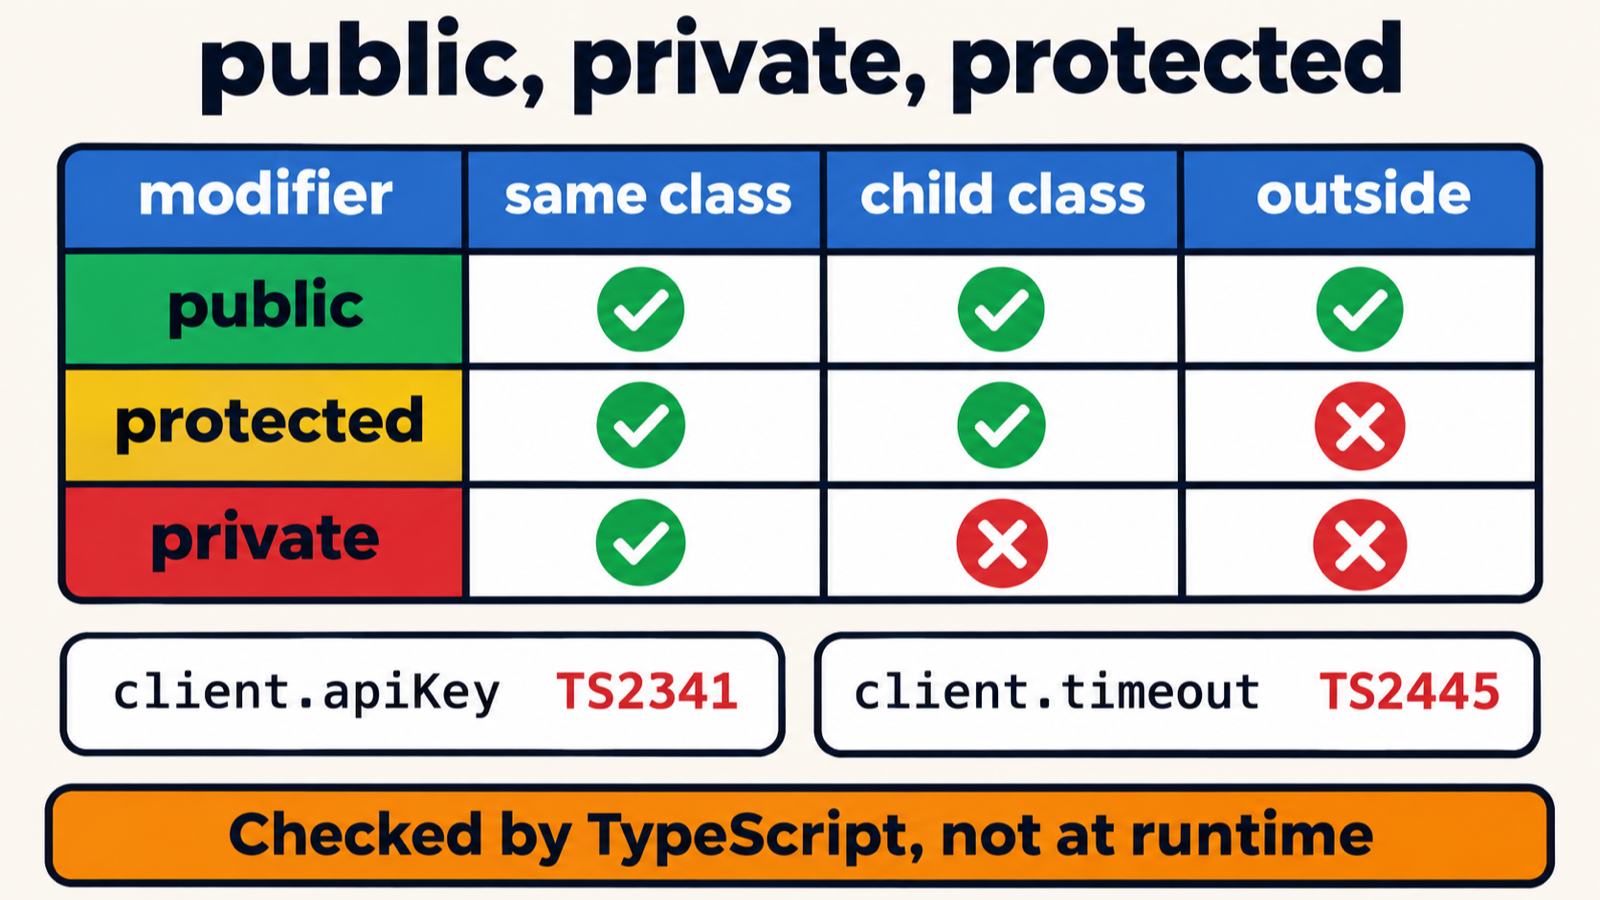 public, private, protected
modifier same class child class outside
public
protected
private
client.apiKey TS2341 client.timeout TS2445
Checked by TypeScript, not at runtime